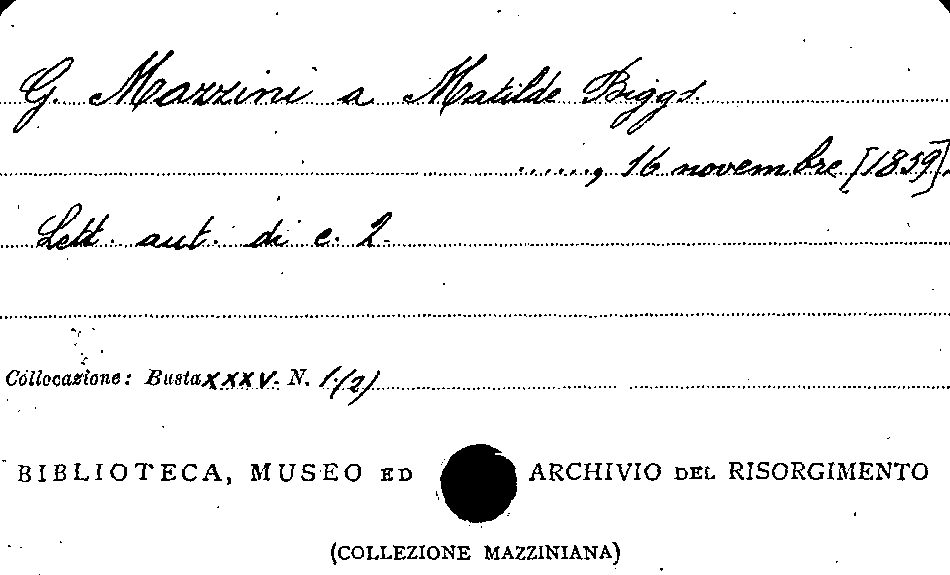 G. Mazzini a Matilde Biggs.
......, 16 novembre [1859].
Lett. aut. di c. 2.
Collocazione: Busta XXXV. N. 1.(2)
BIBLIOTECA, MUSEO ED ARCHIVIO DEL RISORGIMENTO
(COLLEZIONE MAZZINIANA)